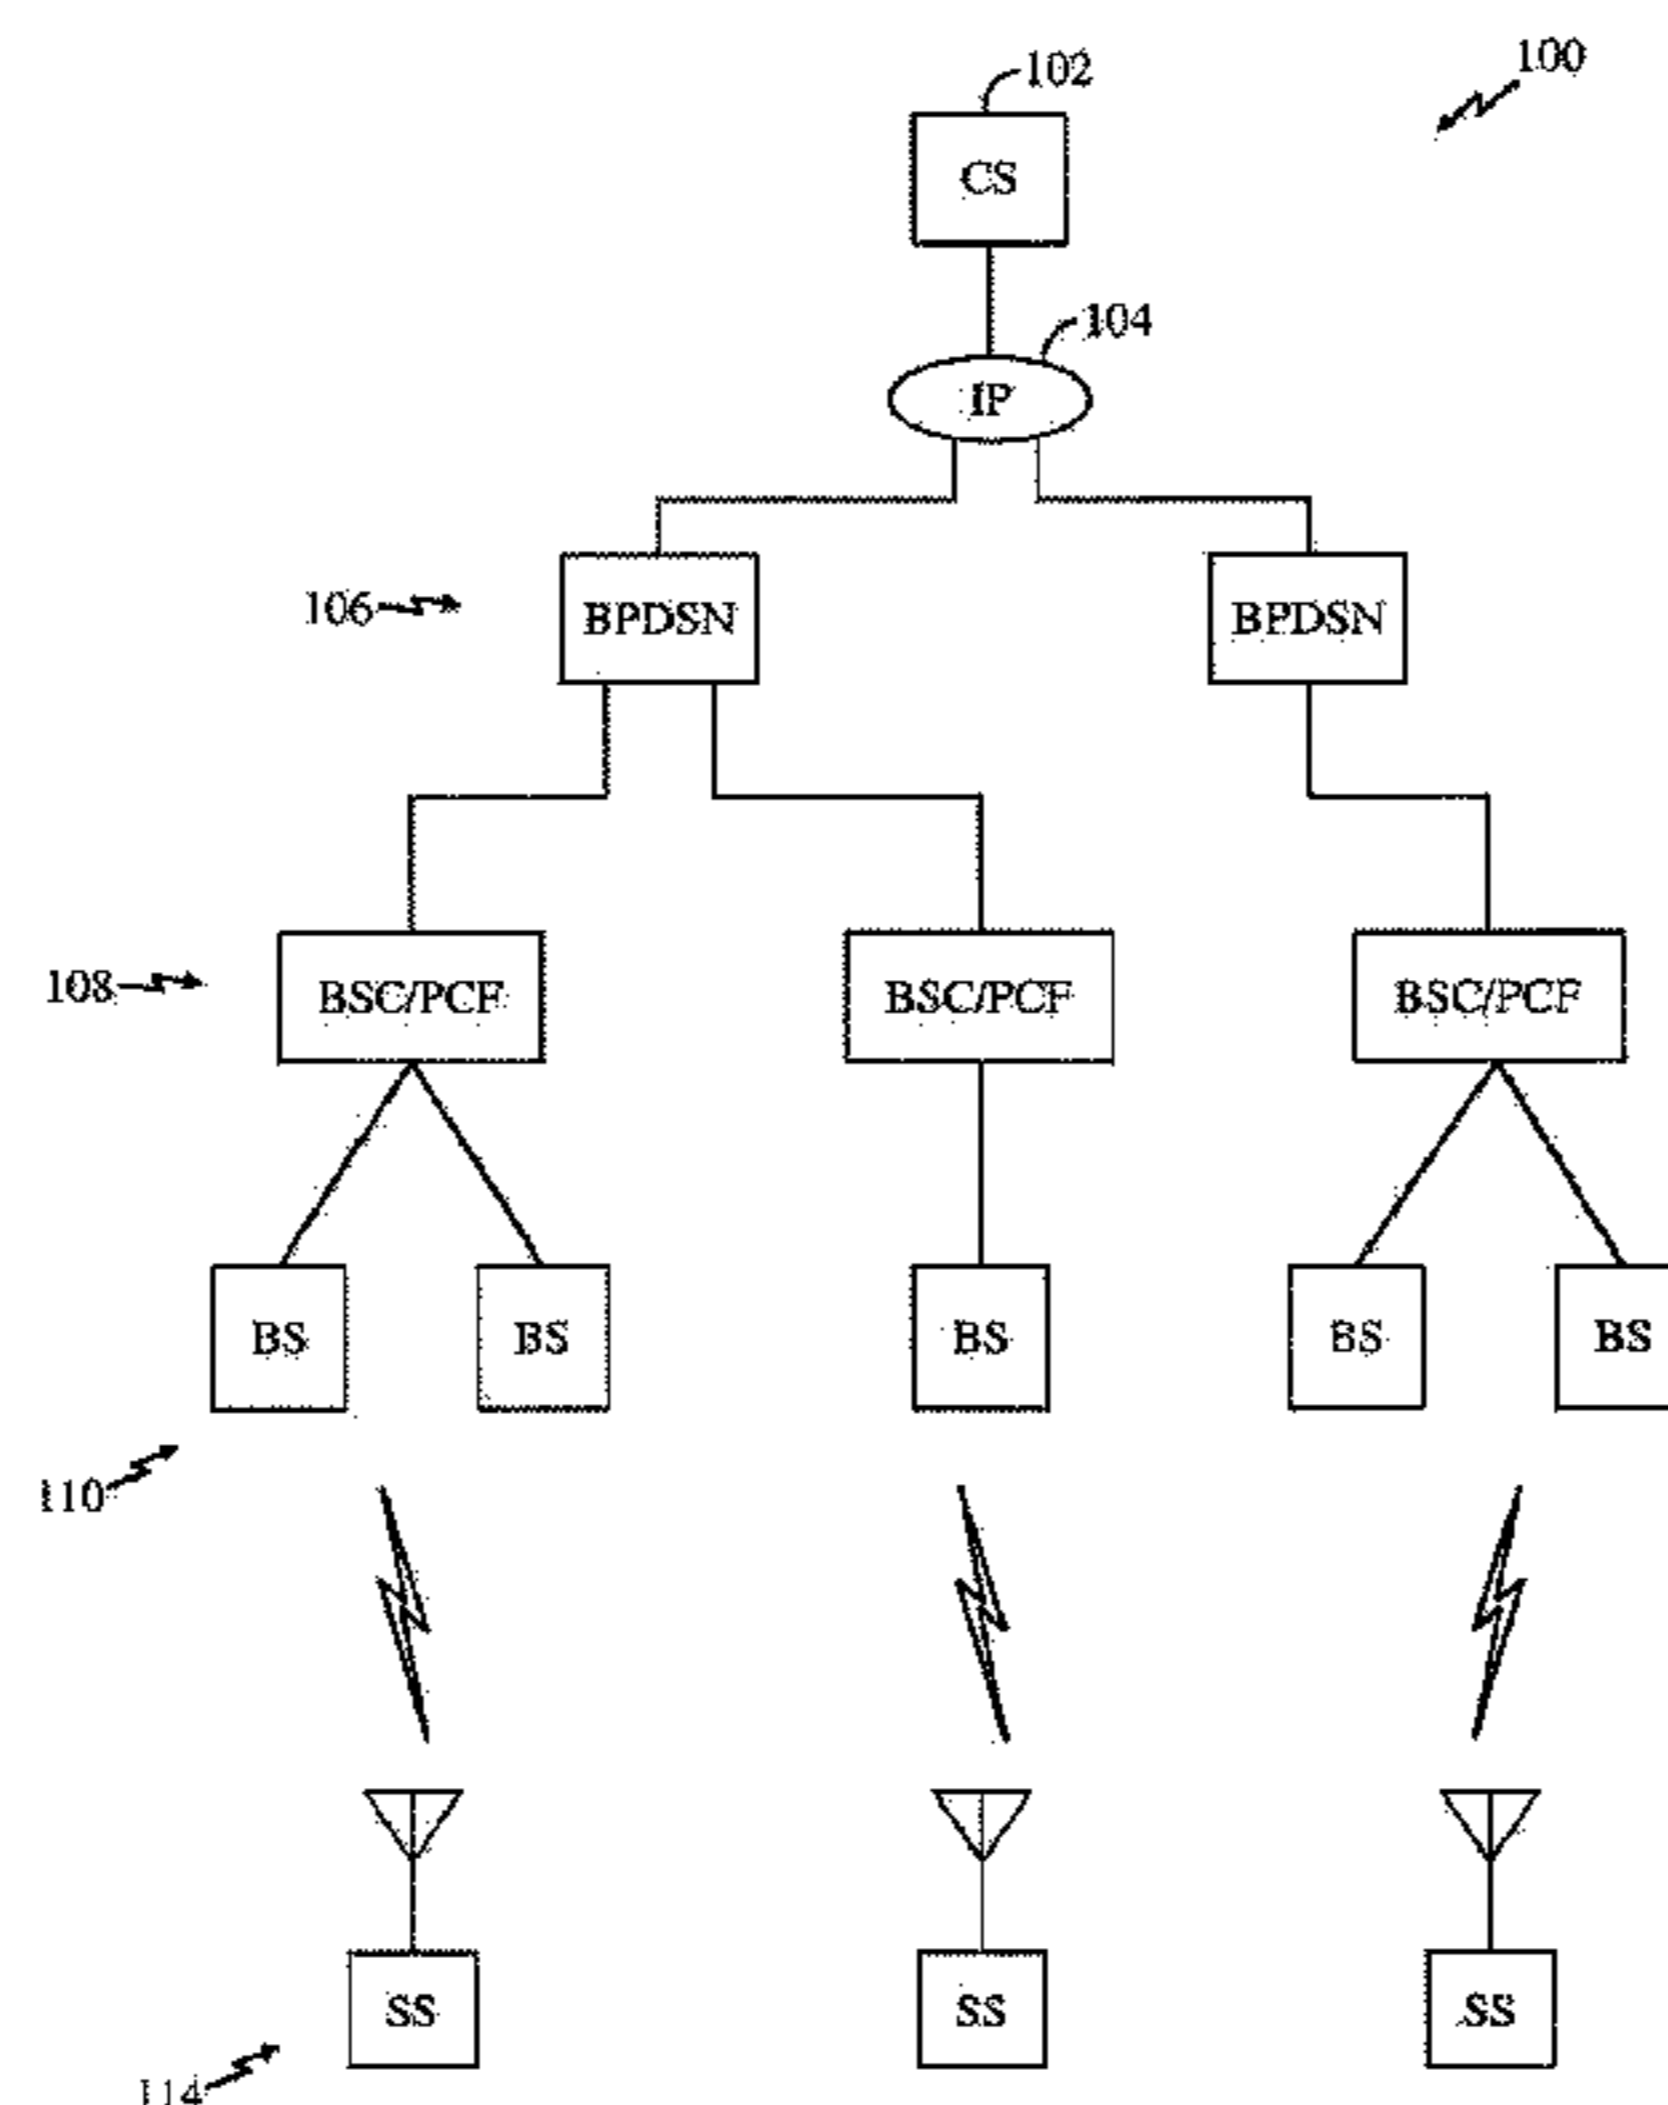 100
102
CS
104
IP
106
BPDSN BPDSN
108
BSC/PCF BSC/PCF BSC/PCF
BS BS BS BS BS
110
SS SS SS
114